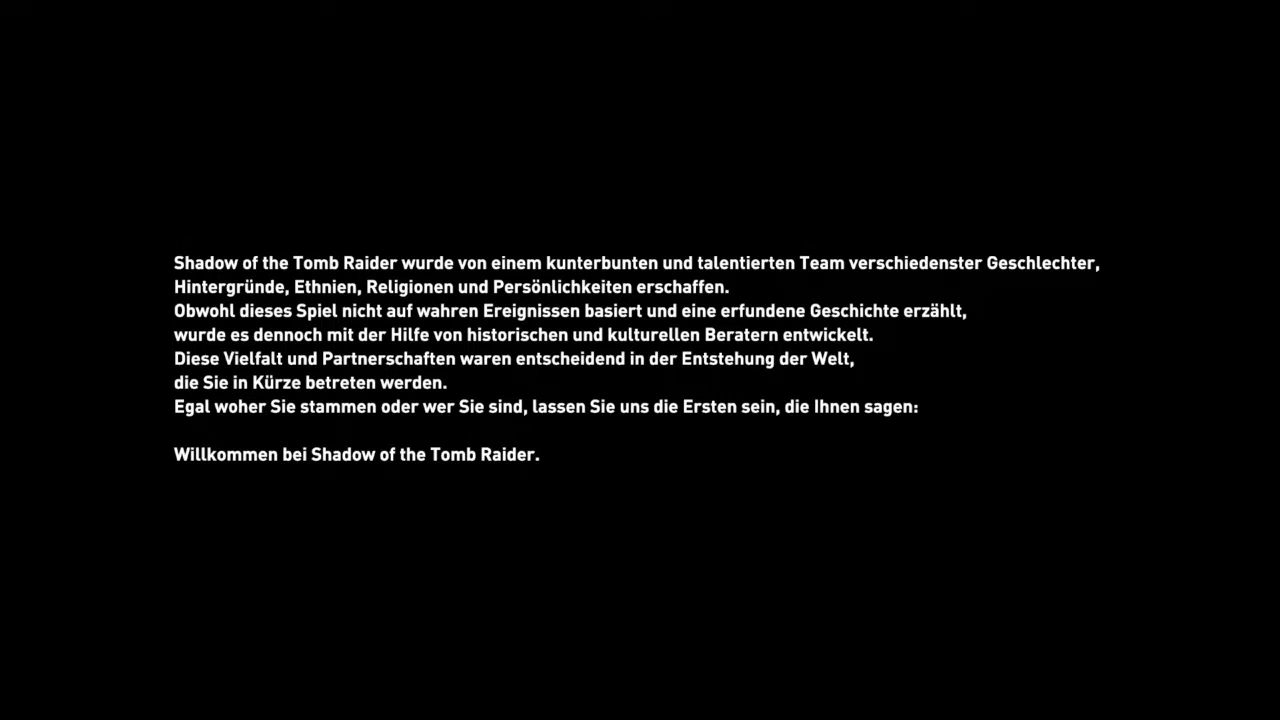 Shadow of the Tomb Raider wurde von einem kunterbunten und talentierten Team verschiedenster Geschlechter,
Hintergründe, Ethnien, Religionen und Persönlichkeiten erschaffen.
Obwohl dieses Spiel nicht auf wahren Ereignissen basiert und eine erfundene Geschichte erzählt,
wurde es dennoch mit der Hilfe von historischen und kulturellen Beratern entwickelt.
Diese Vielfalt und Partnerschaften waren entscheidend in der Entstehung der Welt,
die Sie in Kürze betreten werden.
Egal woher Sie stammen oder wer Sie sind, lassen Sie uns die Ersten sein, die Ihnen sagen:
Willkommen bei Shadow of the Tomb Raider.